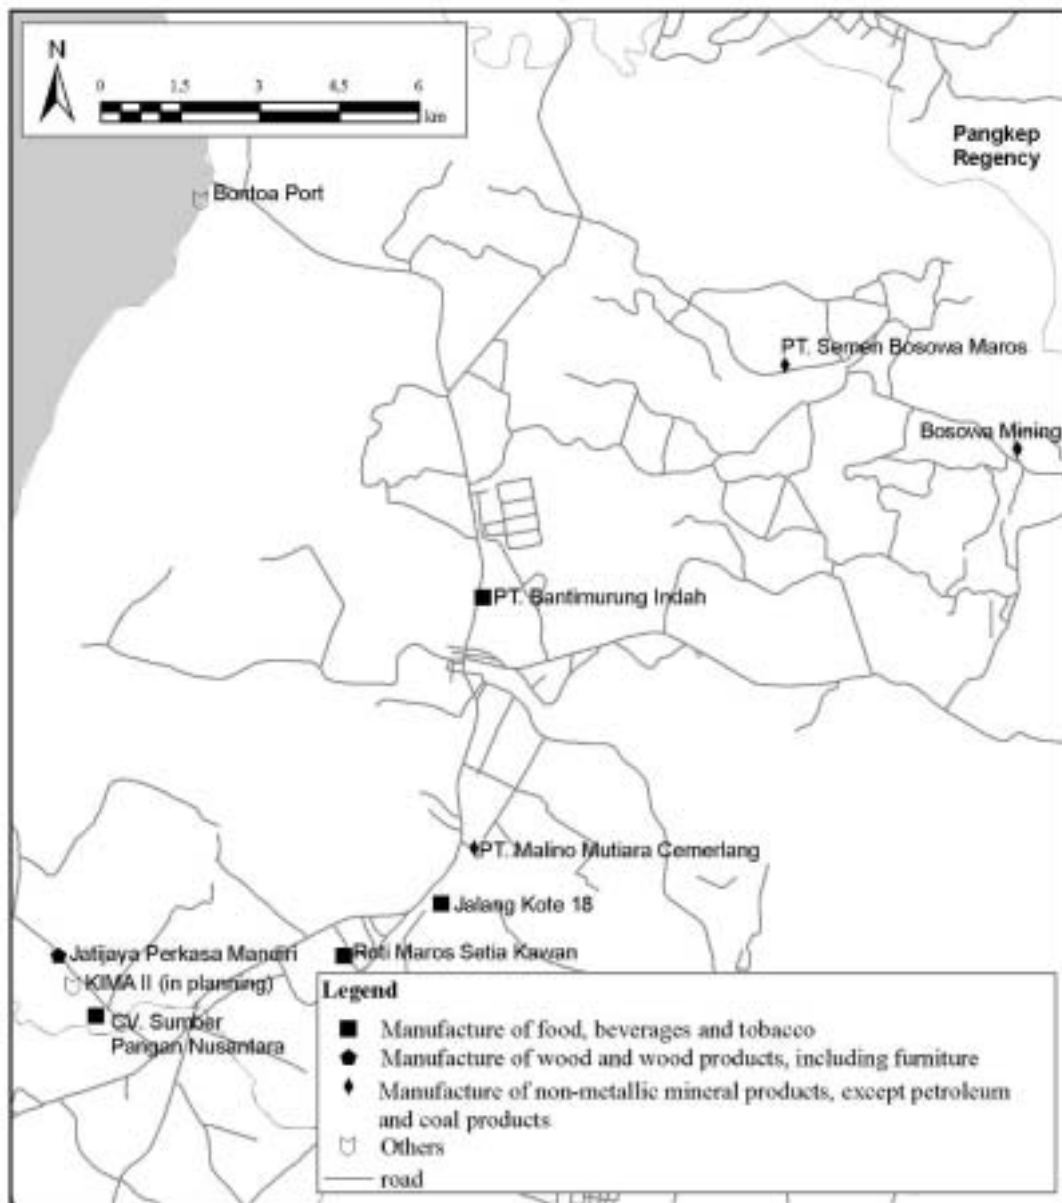 N
0 1.5 3 4.5 6
km
Pangkep
Regency
Bontoa Port
PT. Semen Bosowa Maros
Bosowa Mining
PT. Bantimurung Indah
PT. Malino Mutiara Cemerlang
Jalang Kote 18
Jatijaya Perkasa Mandiri
Roti Maros Setia Kawan
KIMA II (in planning)
CV. Sumber
Pangan Nusantara
Legend
Manufacture of food, beverages and tobacco
Manufacture of wood and wood products, including furniture
Manufacture of non-metallic mineral products, except petroleum
and coal products
Others
road